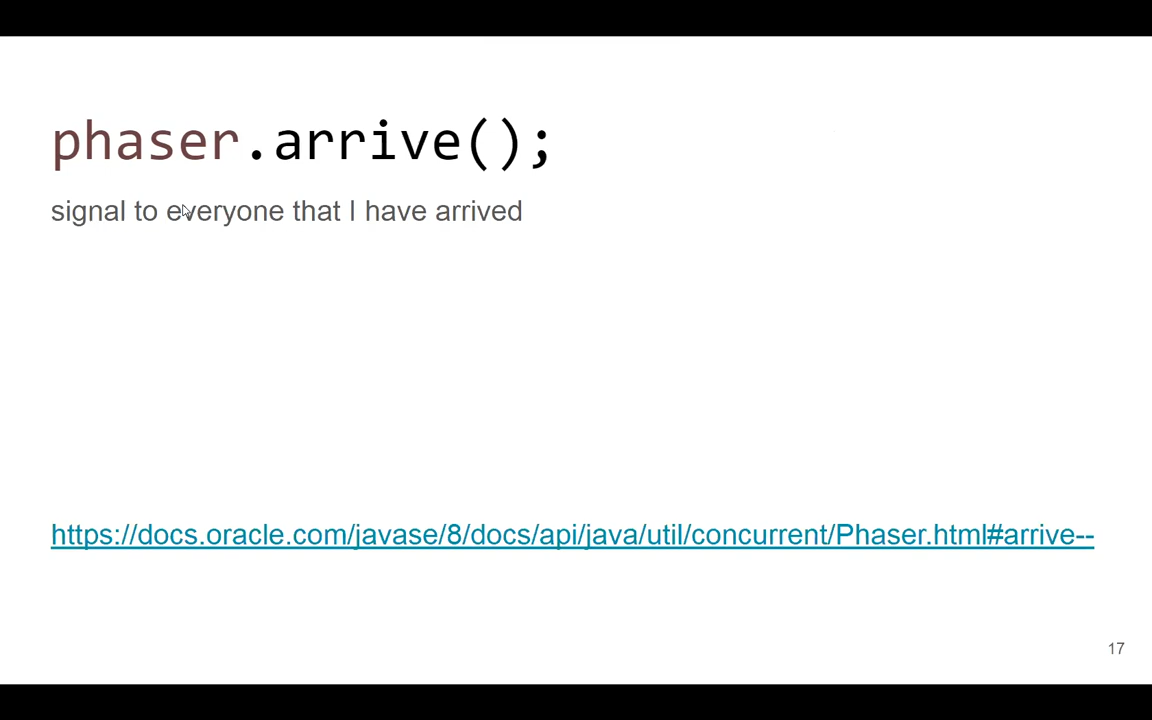 phaser.arrive();
signal to everyone that I have arrived
https://docs.oracle.com/javase/8/docs/api/java/util/concurrent/Phaser.html#arrive--
17